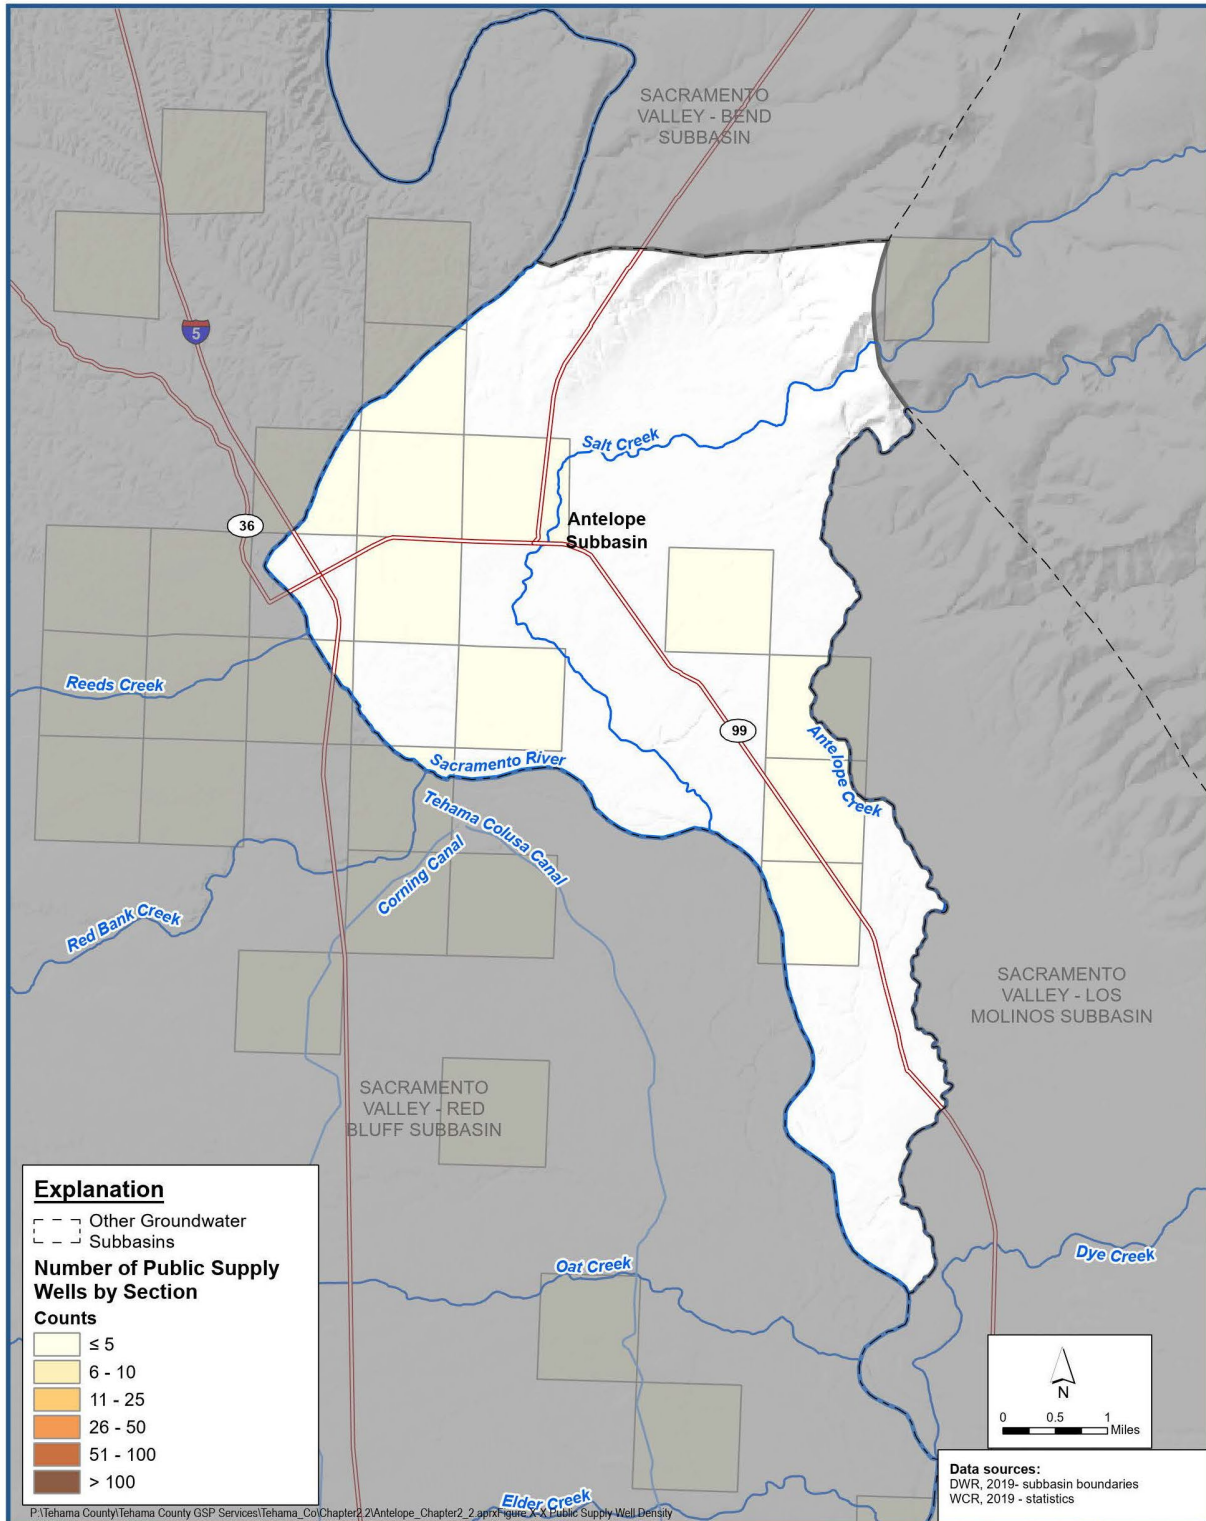 SACRAMENTO
VALLEY - BEND
SUBBASIN
5
Salt Creek
36
Antelope
Subbasin
Reeds Creek
99
Antelope Creek
Sacramento River
Tehama Colusa Canal
Corning Canal
Red Bank Creek
SACRAMENTO
VALLEY - LOS
MOLINOS SUBBASIN
SACRAMENTO
VALLEY - RED
BLUFF SUBBASIN
Oat Creek
Dye Creek
Elder Creek
Explanation
Other Groundwater
Subbasins
Number of Public Supply
Wells by Section
Counts
≤ 5
6 - 10
11 - 25
26 - 50
51 - 100
> 100
N
0 0.5 1
Miles
Data sources:
DWR, 2019- subbasin boundaries
WCR, 2019 - statistics
P:\Tehama County\Tehama County GSP Services\Tehama_Co\Chapter2.2\Antelope_Chapter2_2.aprxFigure X-X Public Supply Well Density